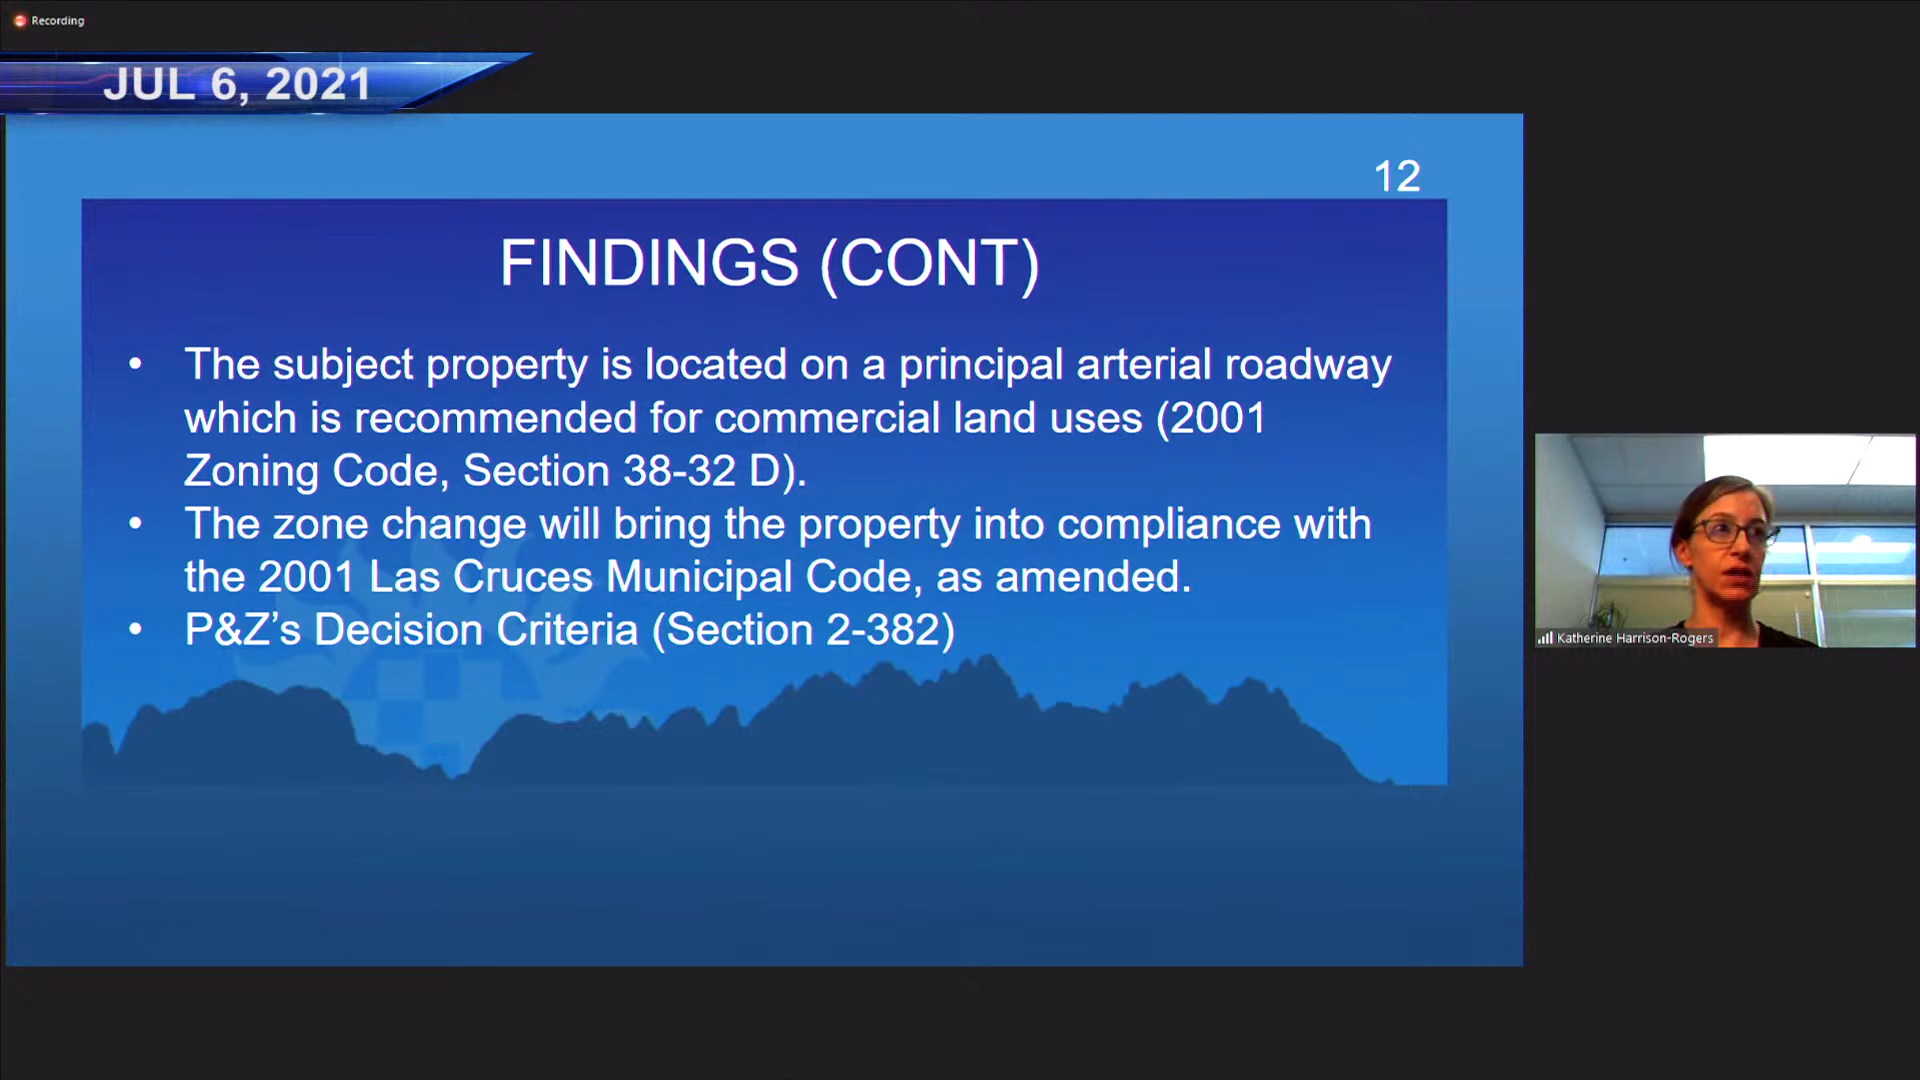 Recording
JUL 6, 2021
12
FINDINGS (CONT)
• The subject property is located on a principal arterial roadway
which is recommended for commercial land uses (2001
Zoning Code, Section 38-32 D).
• The zone change will bring the property into compliance with
the 2001 Las Cruces Municipal Code, as amended.
• P&Z’s Decision Criteria (Section 2-382)
Katherine Harrison-Rogers